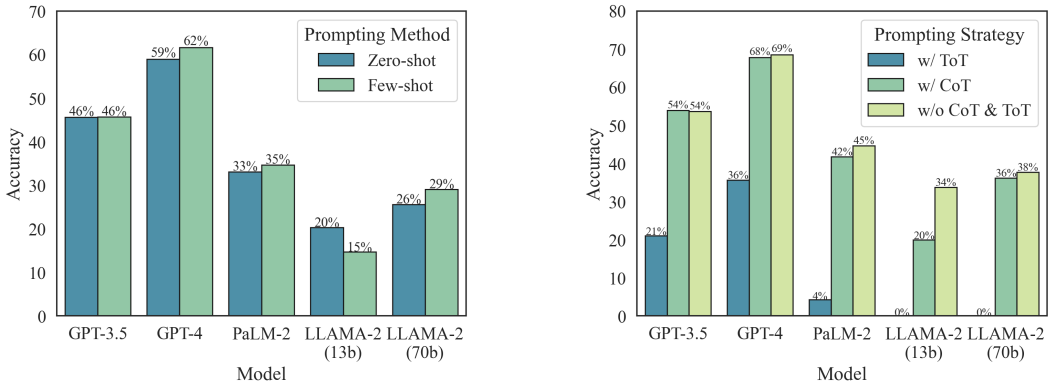 70
60
50
40
30
20
10
0
Accuracy
Prompting Method
Zero-shot
Few-shot
46% 46%
59% 62%
33% 35%
20% 15%
26% 29%
GPT-3.5 GPT-4 PaLM-2 LLAMA-2 LLAMA-2
(13b) (70b)
Model
80
70
60
50
40
30
20
10
0
Accuracy
Prompting Strategy
w/ ToT
w/ CoT
w/o CoT & ToT
21% 54% 54%
36% 68% 69%
4% 42% 45%
0% 20% 34%
0% 36% 38%
GPT-3.5 GPT-4 PaLM-2 LLAMA-2 LLAMA-2
(13b) (70b)
Model